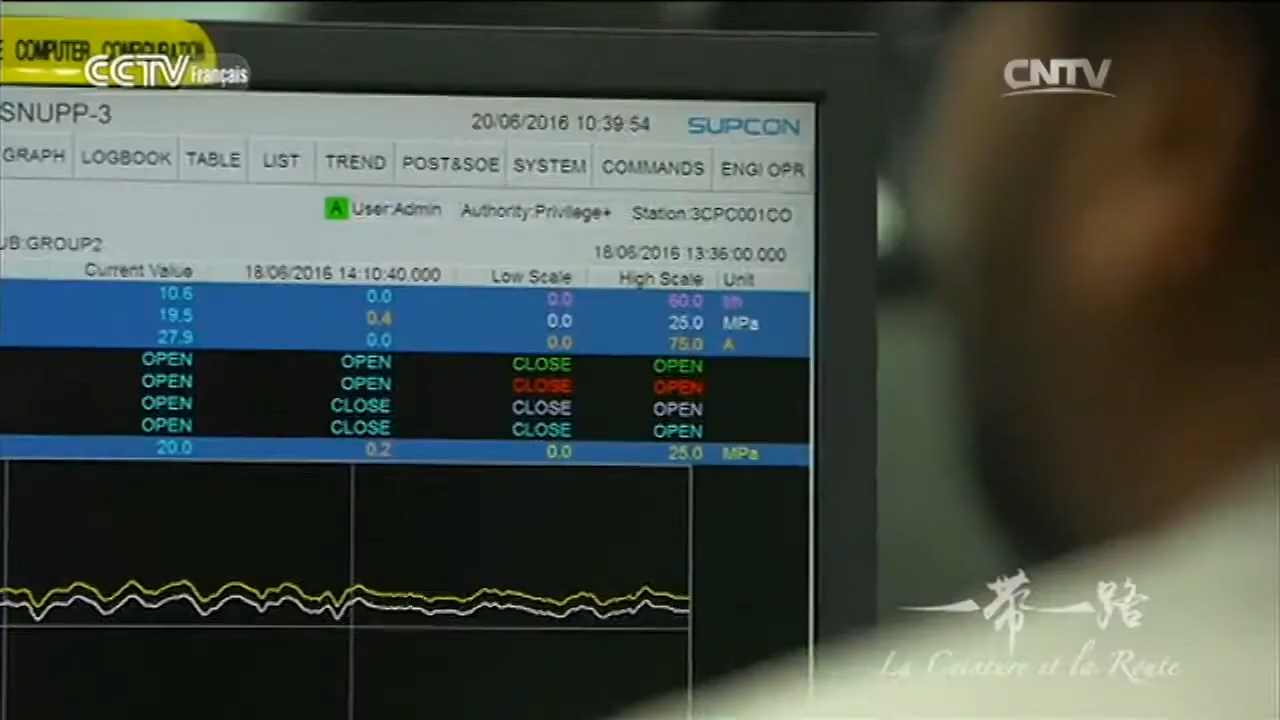 COMPUTER CONFIGURATION
CCTV Français
CNTV
SNUPP-3
20/06/2016 10:39:54
SUPCON
GRAPH LOGBOOK TABLE LIST TREND POST&SOE SYSTEM COMMANDS ENGI OPR
A User:Admin Authority:Privilege+ Station:3CPC001CO
UB:GROUP2
18/06/2016 13:36:00.000
Current Value 18/06/2016 14:10:40.000 Low Scale High Scale Unit
10.6 0.0 0.0 60.0 t/h
19.5 0.4 0.0 25.0 MPa
27.9 0.0 0.0 75.0 A
OPEN OPEN CLOSE OPEN
OPEN OPEN CLOSE OPEN
OPEN CLOSE CLOSE OPEN
OPEN CLOSE CLOSE OPEN
20.0 0.2 0.0 25.0 MPa
一带一路
La Ceinture et la Route